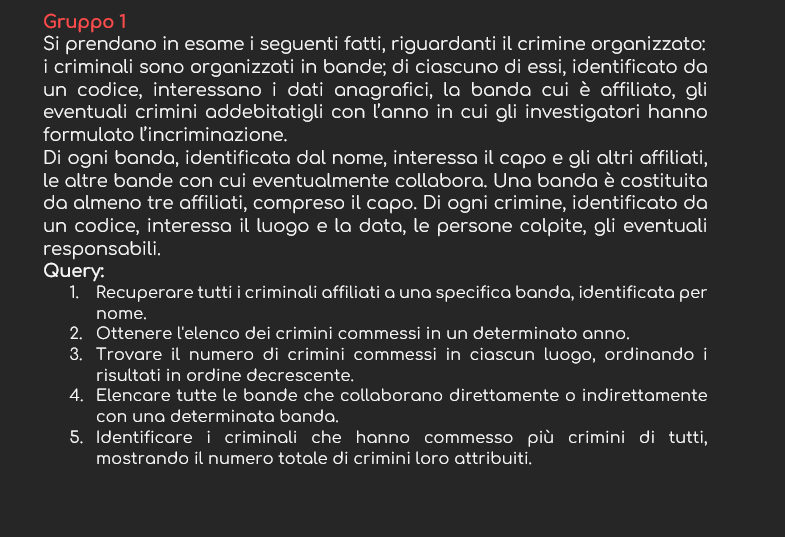 Gruppo 1
Si prendano in esame i seguenti fatti, riguardanti il crimine organizzato:
i criminali sono organizzati in bande; di ciascuno di essi, identificato da
un codice, interessano i dati anagrafici, la banda cui è affiliato, gli
eventuali crimini addebitatigli con l’anno in cui gli investigatori hanno
formulato l’incriminazione.
Di ogni banda, identificata dal nome, interessa il capo e gli altri affiliati,
le altre bande con cui eventualmente collabora. Una banda è costituita
da almeno tre affiliati, compreso il capo. Di ogni crimine, identificato da
un codice, interessa il luogo e la data, le persone colpite, gli eventuali
responsabili.
Query:
1. Recuperare tutti i criminali affiliati a una specifica banda, identificata per
nome.
2. Ottenere l'elenco dei crimini commessi in un determinato anno.
3. Trovare il numero di crimini commessi in ciascun luogo, ordinando i
risultati in ordine decrescente.
4. Elencare tutte le bande che collaborano direttamente o indirettamente
con una determinata banda.
5. Identificare i criminali che hanno commesso più crimini di tutti,
mostrando il numero totale di crimini loro attribuiti.